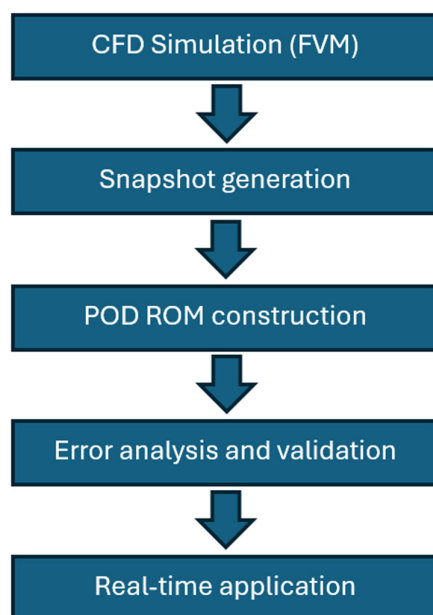 CFD Simulation (FVM)
Snapshot generation
POD ROM construction
Error analysis and validation
Real-time application